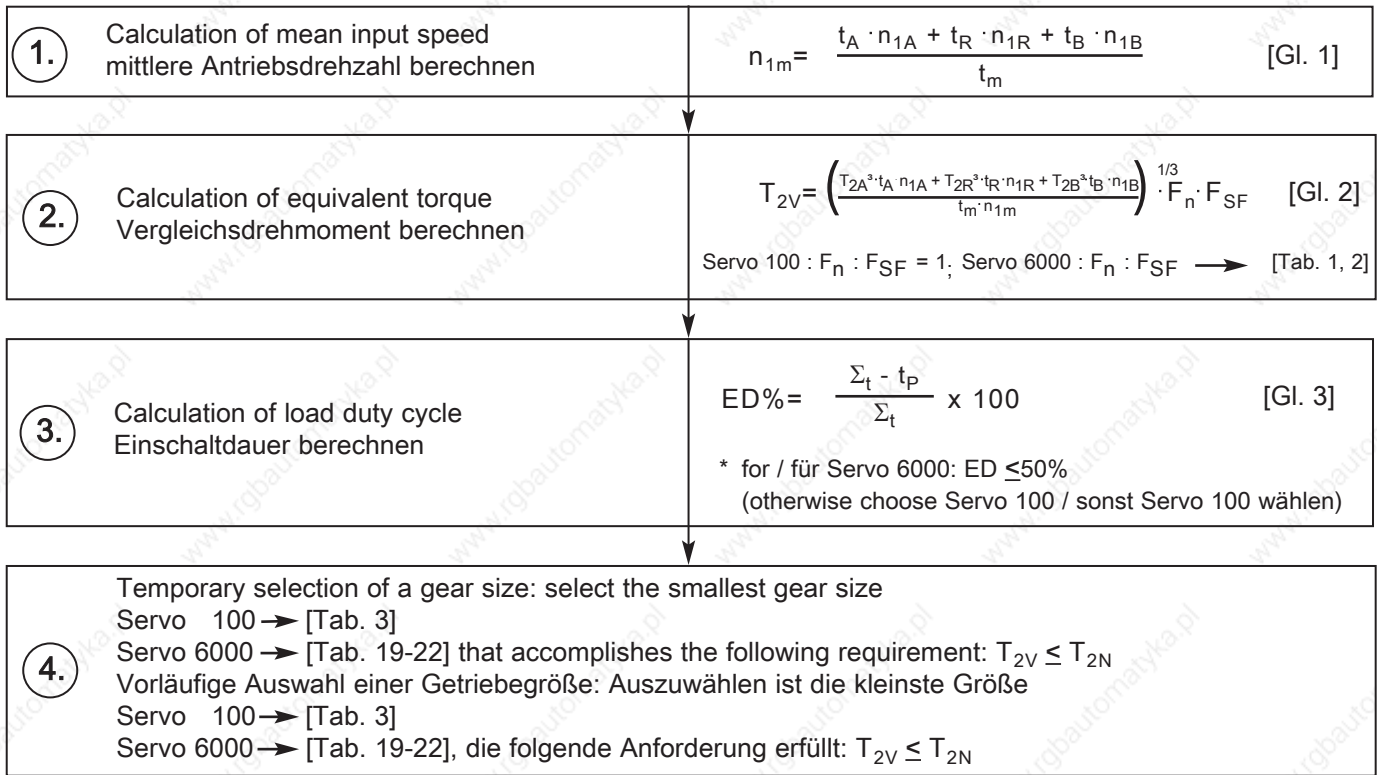 1.
Calculation of mean input speed
mittlere Antriebsdrehzahl berechnen
n1m= (tA · n1A + tR · n1R + tB · n1B) / tm [Gl. 1]
2.
Calculation of equivalent torque
Vergleichsdrehmoment berechnen
T2V= ((T2A³·tA·n1A + T2R³·tR·n1R + T2B³·tB·n1B) / (tm·n1m))^1/3 · Fn · FSF [Gl. 2]
Servo 100 : Fn : FSF = 1; Servo 6000 : Fn : FSF → [Tab. 1, 2]
3.
Calculation of load duty cycle
Einschaltdauer berechnen
ED%= (Σt - tP) / Σt x 100 [Gl. 3]
* for / für Servo 6000: ED ≤50%
(otherwise choose Servo 100 / sonst Servo 100 wählen)
4.
Temporary selection of a gear size: select the smallest gear size
Servo 100 → [Tab. 3]
Servo 6000 → [Tab. 19-22] that accomplishes the following requirement: T2V ≤ T2N
Vorläufige Auswahl einer Getriebegröße: Auszuwählen ist die kleinste Größe
Servo 100 → [Tab. 3]
Servo 6000 → [Tab. 19-22], die folgende Anforderung erfüllt: T2V ≤ T2N
www.rgbautomatyka.pl